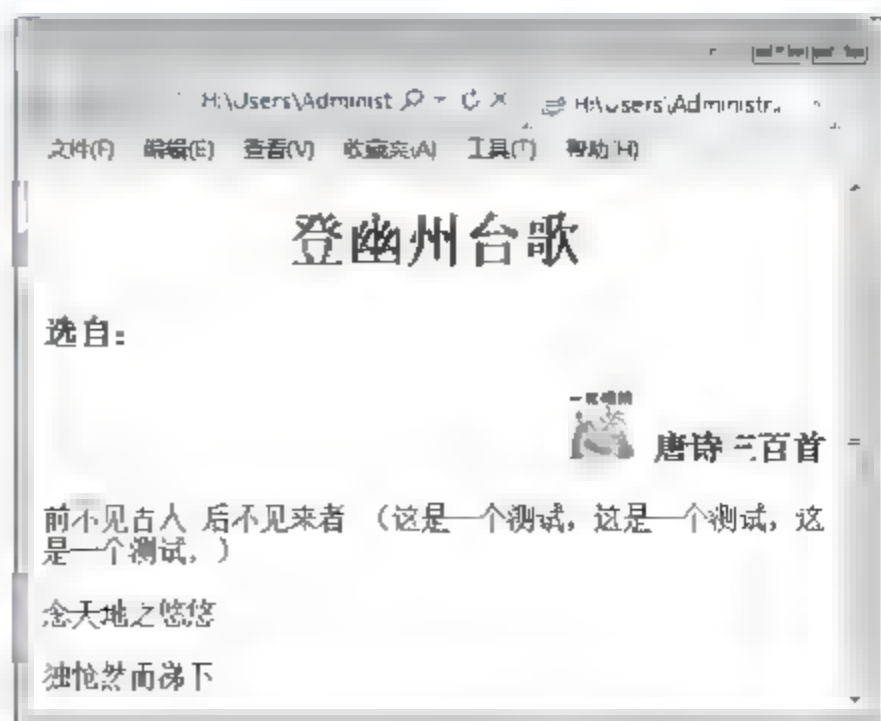 H:\Users\Administ
H:\Users\Administr.
文件(F) 编辑(E) 查看(V) 收藏夹(A) 工具(T) 帮助(H)
登幽州台歌
选自:
唐诗三百首
前不见古人 后不见来者 (这是一个测试, 这是一个测试, 这
是一个测试, )
念天地之悠悠
独怆然而涕下